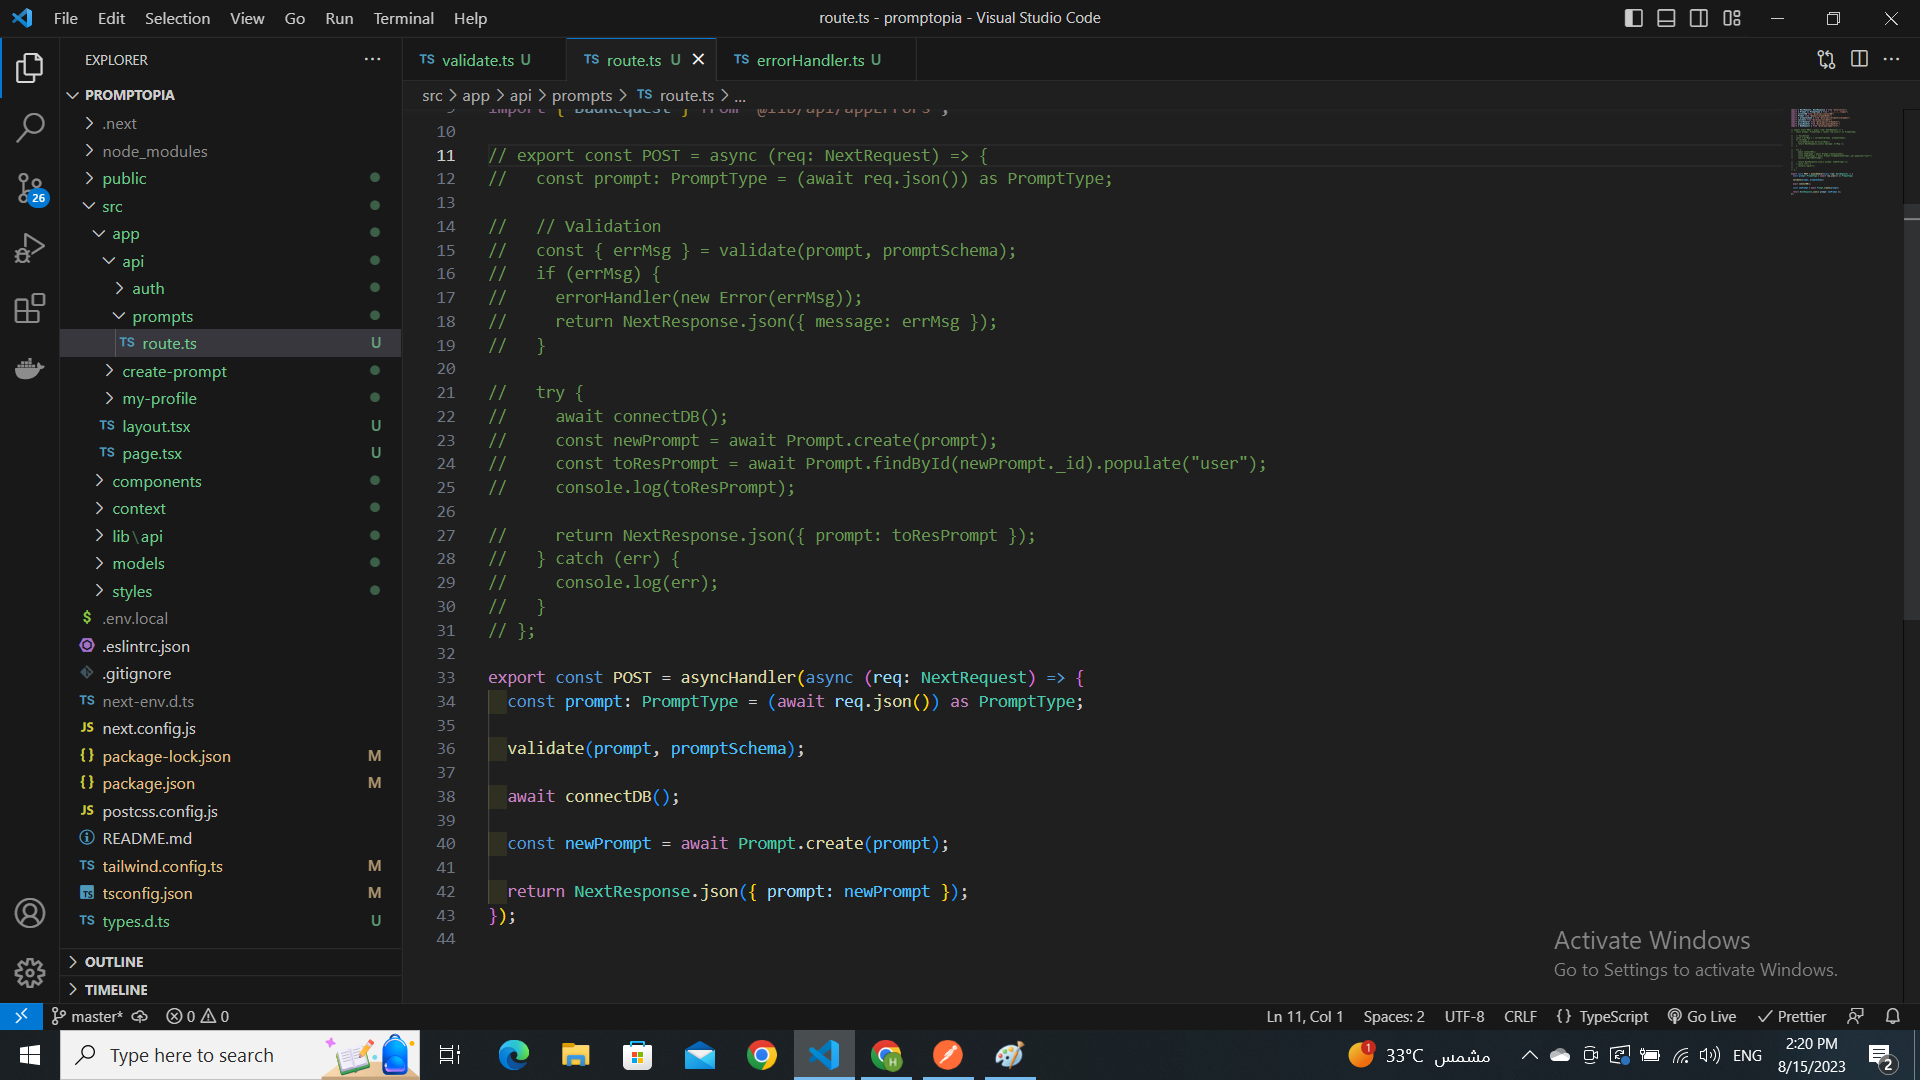 File Edit Selection View Go Run Terminal Help
route.ts - promptopia - Visual Studio Code
EXPLORER
PROMPTOPIA
.next
node_modules
public
src
app
api
auth
prompts
route.ts U
create-prompt
my-profile
layout.tsx U
page.tsx U
components
context
lib\api
models
styles
.env.local
.eslintrc.json
.gitignore
next-env.d.ts
next.config.js
package-lock.json M
package.json M
postcss.config.js
README.md
tailwind.config.ts M
tsconfig.json M
types.d.ts U
OUTLINE
TIMELINE
26
TS validate.ts U TS route.ts U TS errorHandler.ts U
src > app > api > prompts > TS route.ts > ...
9 import { BadRequest } from "@lib/api/appErrors";
10
11 // export const POST = async (req: NextRequest) => {
12 //   const prompt: PromptType = (await req.json()) as PromptType;
13
14 //   // Validation
15 //   const { errMsg } = validate(prompt, promptSchema);
16 //   if (errMsg) {
17 //     errorHandler(new Error(errMsg));
18 //     return NextResponse.json({ message: errMsg });
19 //   }
20
21 //   try {
22 //     await connectDB();
23 //     const newPrompt = await Prompt.create(prompt);
24 //     const toResPrompt = await Prompt.findById(newPrompt._id).populate("user");
25 //     console.log(toResPrompt);
26
27 //     return NextResponse.json({ prompt: toResPrompt });
28 //   } catch (err) {
29 //     console.log(err);
30 //   }
31 // };
32
33 export const POST = asyncHandler(async (req: NextRequest) => {
34   const prompt: PromptType = (await req.json()) as PromptType;
35
36   validate(prompt, promptSchema);
37
38   await connectDB();
39
40   const newPrompt = await Prompt.create(prompt);
41
42   return NextResponse.json({ prompt: newPrompt });
43 });
44
Activate Windows
Go to Settings to activate Windows.
master* 0 0
Ln 11, Col 1 Spaces: 2 UTF-8 CRLF {} TypeScript Go Live Prettier
Type here to search
H
1 33°C مشمس
ENG
2:20 PM
8/15/2023
2